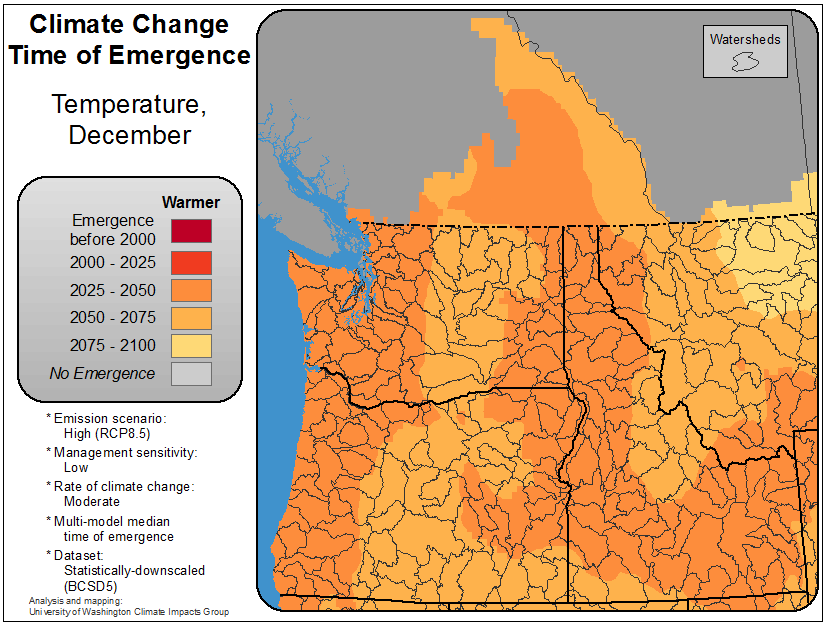 Climate Change
Time of Emergence
Temperature,
December
Warmer
Emergence
before 2000
2000 - 2025
2025 - 2050
2050 - 2075
2075 - 2100
No Emergence
* Emission scenario:
High (RCP8.5)
* Management sensitivity:
Low
* Rate of climate change:
Moderate
* Multi-model median
time of emergence
* Dataset:
Statistically-downscaled
(BCSD5)
Analysis and mapping:
University of Washington Climate Impacts Group
Watersheds